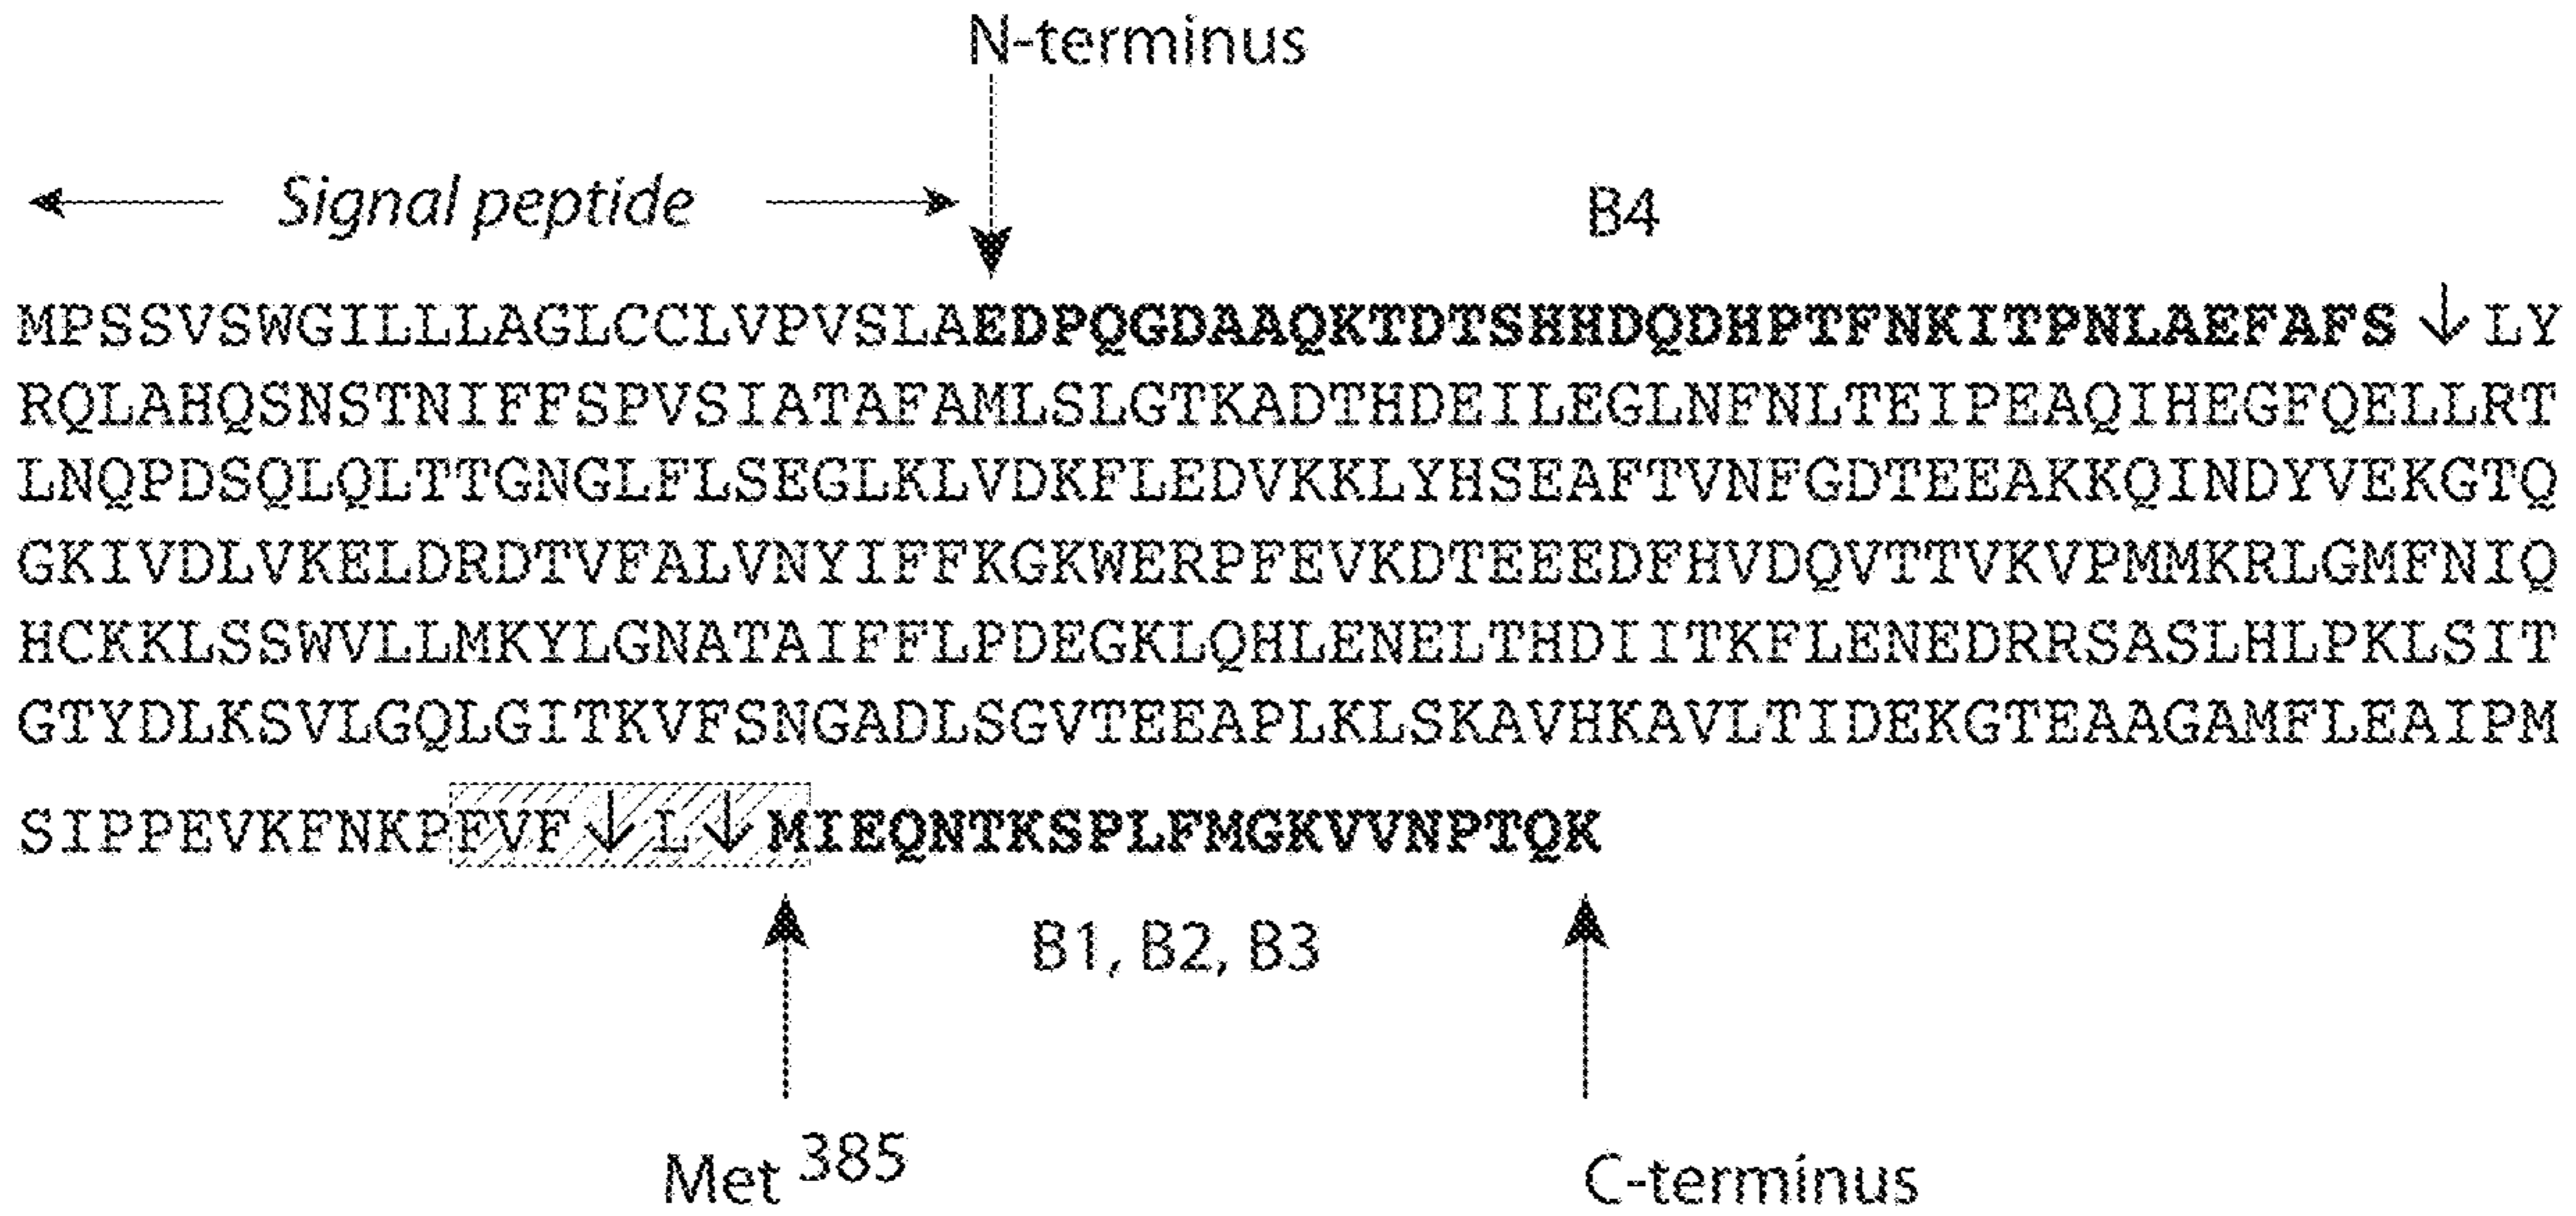 N-terminus
Signal peptide
B4
MPSSVSWGILLLAGLCCLVPVSLAEDPQGDAAQKTDTSHHDQDHPTFNKITPNLAEFAFS ↓ LY
RQLAHQSNSTNIFFSPVSIATAFAMLSLGTKADTHDEILEGLNFNLTEIPEAQIHEGFQELLRT
LNQPDSQLQLTTGNGLFLSEGLKLVDKFLEDVKKLYHSEAFTVNFGDTEEAKKQINDYVEKGTQ
GKIVDLVKELDRDTVFALVNYIFFKGKWERPFEVKDTEEEDFHVDQVTTVKVPMMKRLGMFNIQ
HCKKLSSWVLLMKYLGNATAIFFLPDEGKLQHLENELTHDIITKFLENEDRRSASLHLPKLSIT
GTYDLKSVLGQLGITKVFSNGADLSGVTEEAPLKLSKAVHKAVLTIDEKGTEAAGAMFLEAIPM
SIPPEVKFNKPFVF ↓ L ↓ MIEQNTKSPLFMGKVVNPTQK
B1, B2, B3
Met 385
C-terminus